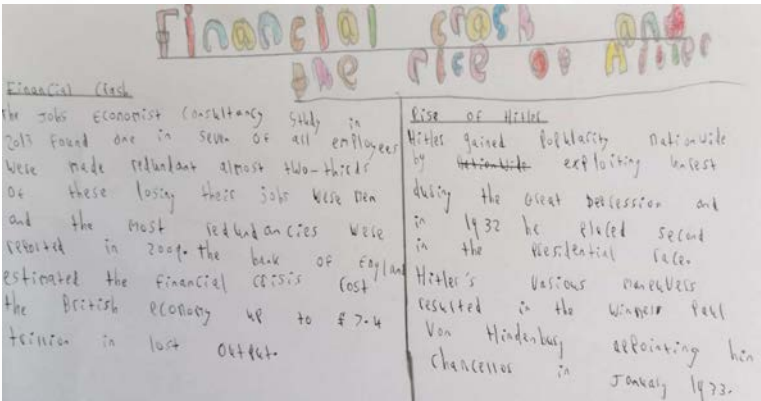 Financial crash and
the rice of Hitler
Financial Crash
The Jobs Economist Consultancy Study in
2013 Found one in seven of all employees
were made redundant almost two-thirds
of these losing their jobs were men
and the most redundancies were
reported in 2009. the bank of England
estimated the financial crisis cost
the British economy up to £7.4
trillion in lost output.
Rise of Hitler
Hitler gained Popularity nationwide
by nationwide exploiting unrest
during the Great Depression and
in 1932 he placed second
in the presidential race.
Hitler's various maneuvers
resulted in the winner Paul
Von Hindenburg appointing him
Chancellor in January 1933.